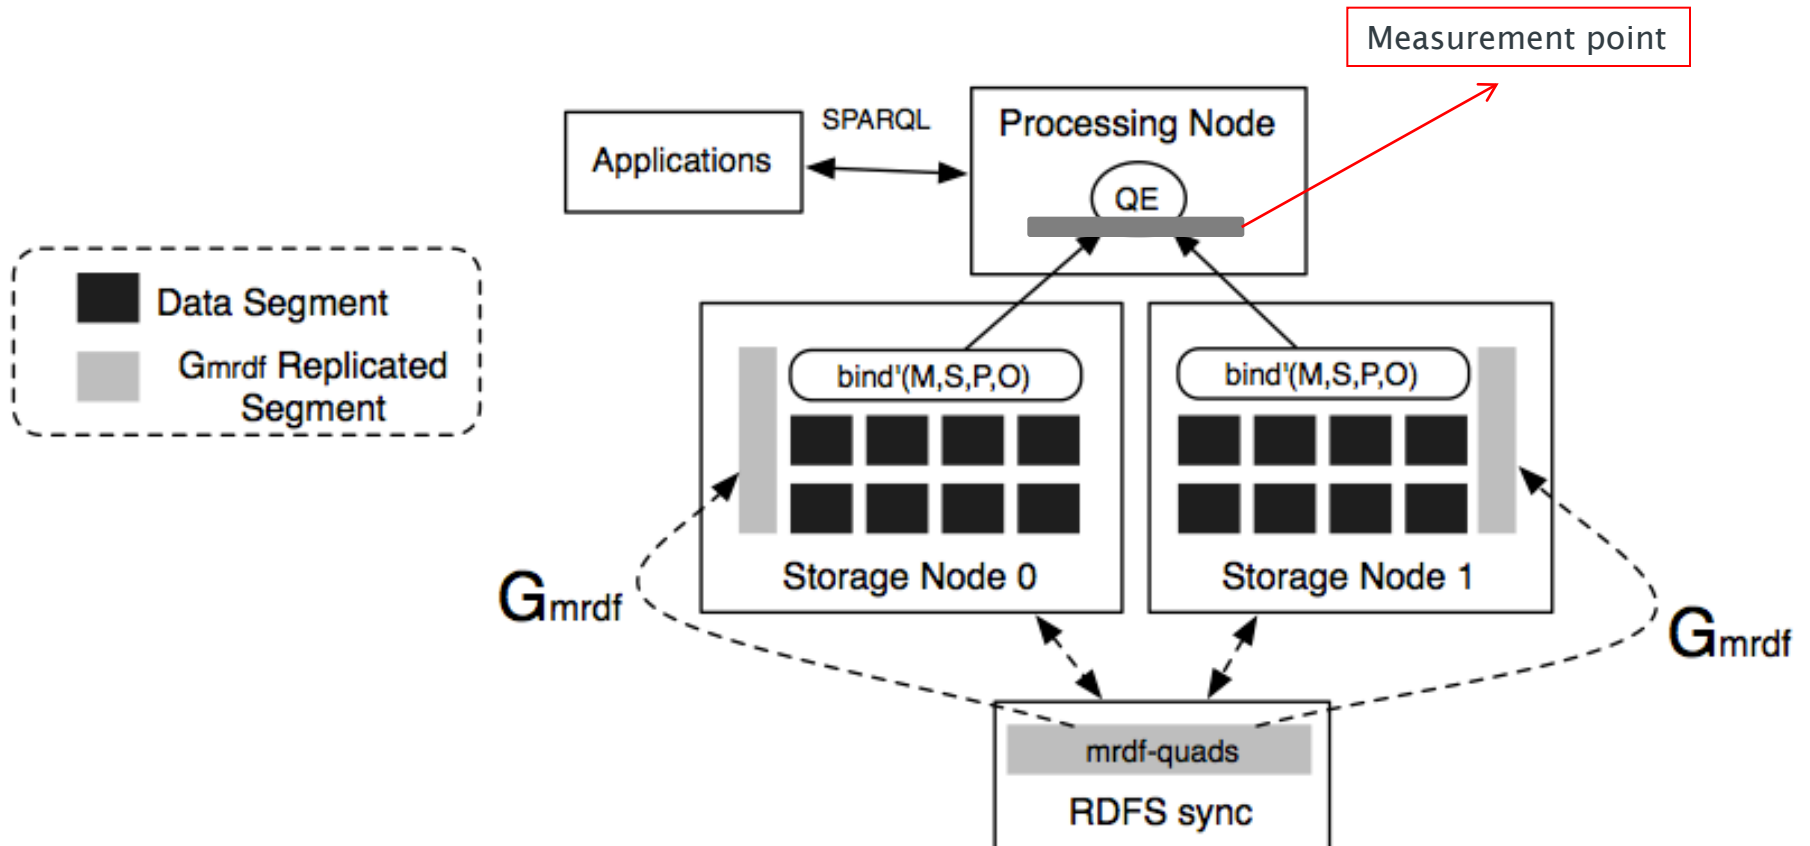 Measurement point
SPARQL
Processing Node
Applications
QE
Data Segment
Gmrdf Replicated
Segment
bind'(M,S,P,O)
bind'(M,S,P,O)
Storage Node 0
Storage Node 1
Gmrdf
Gmrdf
mrdf-quads
RDFS sync